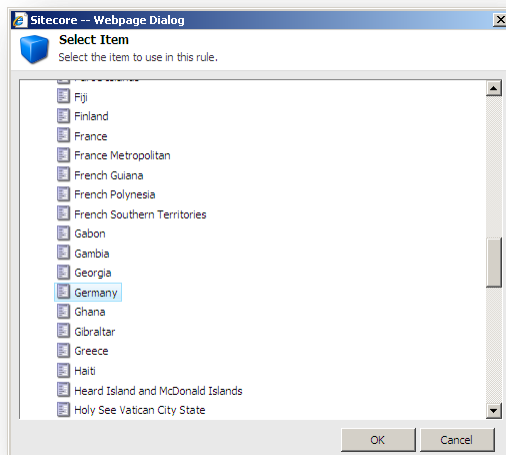 Sitecore -- Webpage Dialog
Select Item
Select the item to use in this rule.
Fiji
Finland
France
France Metropolitan
French Guiana
French Polynesia
French Southern Territories
Gabon
Gambia
Georgia
Germany
Ghana
Gibraltar
Greece
Haiti
Heard Island and McDonald Islands
Holy See Vatican City State
OK
Cancel